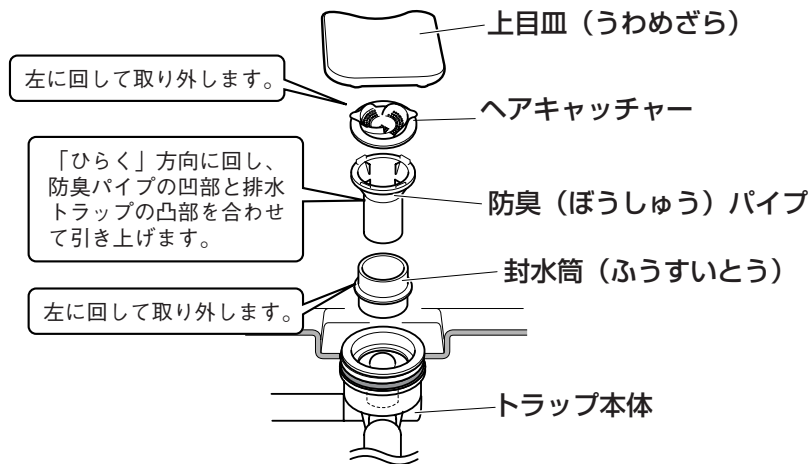 上目皿（うわめざら）
左に回して取り外します。
ヘアキャッチャー
「ひらく」方向に回し、
防臭パイプの凹部と排水
トラップの凸部を合わせ
て引き上げます。
防臭（ぼうしゅう）パイプ
封水筒（ふうすいとう）
左に回して取り外します。
トラップ本体